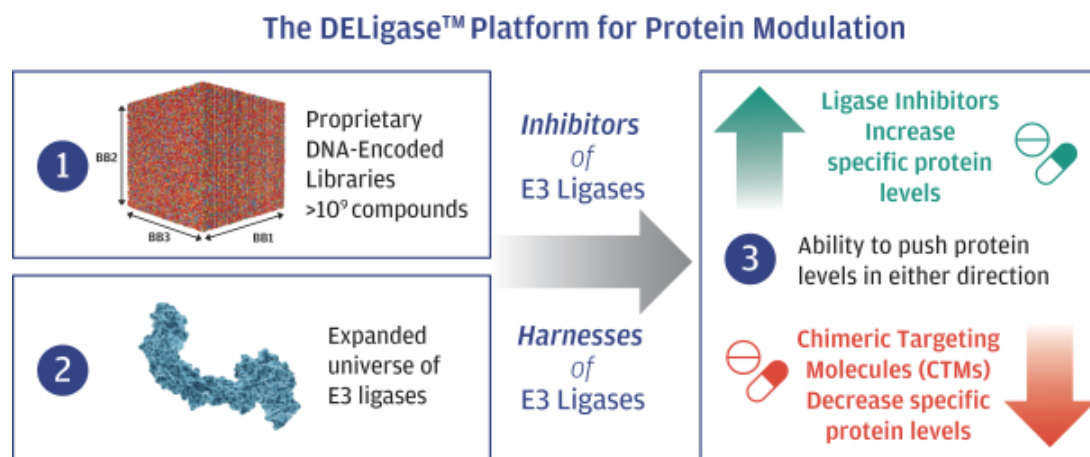 The DELigase™ Platform for Protein Modulation
1
BB2
BB3
BB1
Proprietary
DNA-Encoded
Libraries
>10⁹ compounds
2
Expanded
universe of
E3 ligases
Inhibitors
of
E3 Ligases
Harnesses
of
E3 Ligases
Ligase Inhibitors
Increase
specific protein
levels
3
Ability to push protein
levels in either direction
Chimeric Targeting
Molecules (CTMs)
Decrease specific
protein levels